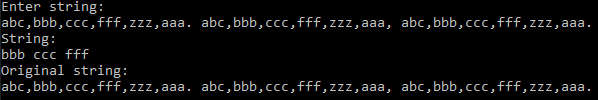 Enter string:
abc,bbb,ccc,fff,zzz,aaa. abc,bbb,ccc,fff,zzz,aaa, abc,bbb,ccc,fff,zzz,aaa.
String:
bbb ccc fff
Original string:
abc,bbb,ccc,fff,zzz,aaa. abc,bbb,ccc,fff,zzz,aaa, abc,bbb,ccc,fff,zzz,aaa.